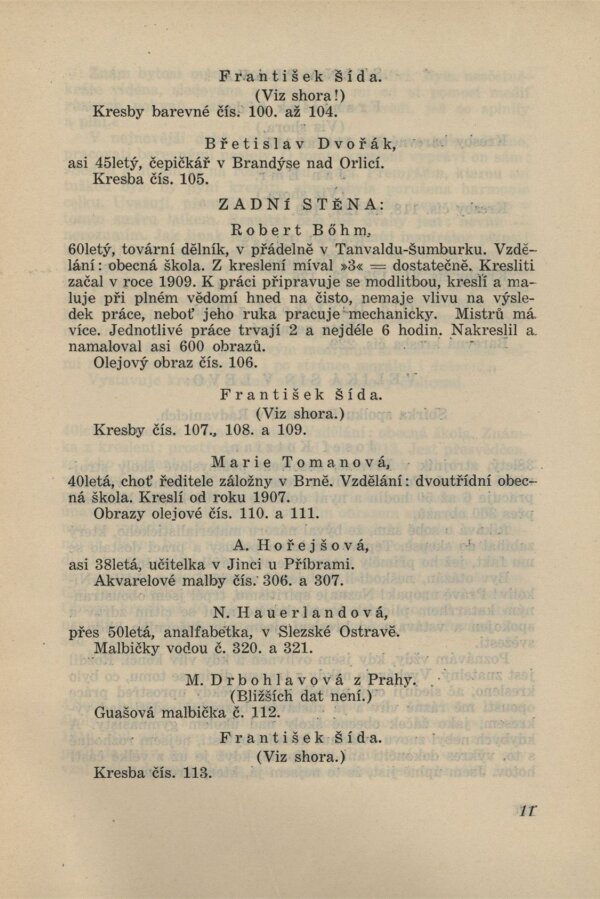 František Šída.
(Viz shora!)
Kresby barevné čís. 100. až 104.
Břetislav Dvořák,
asi 45letý, čepičkář v Brandýse nad Orlicí.
Kresba čís. 105.
ZADNÍ STĚNA:
Robert Bőhm,
60letý, tovární dělník, v přádelně v Tanvaldu-Šumburku. Vzdě-
lání: obecná škola. Z kreslení míval »3« = dostatečně. Kresliti
začal v roce 1909. K práci připravuje se modlitbou, kreslí a ma-
luje při plném vědomí hned na čisto, nemaje vlivu na výsle-
dek práce, neboť jeho ruka pracuje mechanicky. Mistrů má
více. Jednotlivé práce trvají 2 a nejdéle 6 hodin. Nakreslil a
namaloval asi 600 obrazů.
Olejový obraz čís. 106.
František Šída.
(Viz shora.)
Kresby čís. 107., 108. a 109.
Marie Tomanová,
40letá, choť ředitele záložny v Brně. Vzdělání: dvoutřídní obec-
ná škola. Kreslí od roku 1907.
Obrazy olejové čís. 110. a 111.
A. Hořejšová,
asi 38letá, učitelka v Jinci u Příbrami.
Akvarelové malby čís. 306. a 307.
N. Hauerlandová,
přes 50letá, analfabetka, v Slezské Ostravě.
Malbičky vodou č. 320. a 321.
M. Drbohlavová z Prahy.
(Bližších dat není.)
Guašová malbička č. 112.
František Šída.
(Viz shora.)
Kresba čís. 113.
11